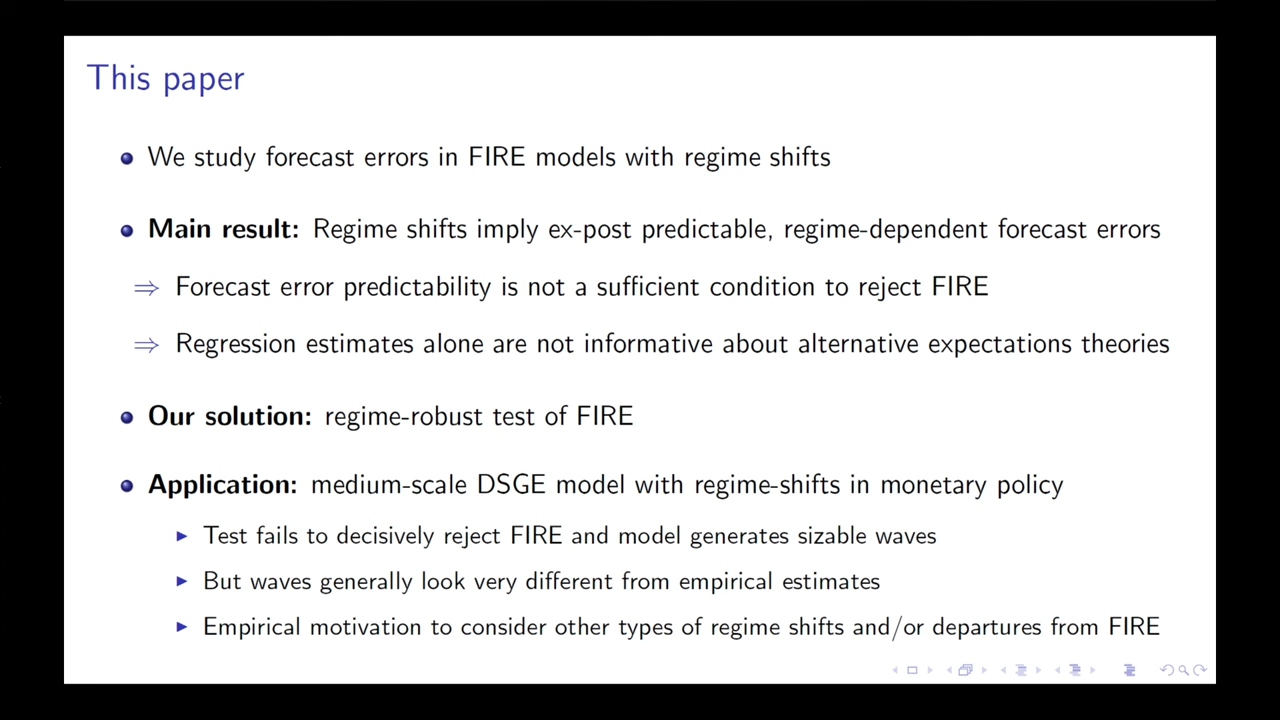 This paper
We study forecast errors in FIRE models with regime shifts
Main result: Regime shifts imply ex-post predictable, regime-dependent forecast errors
⇒ Forecast error predictability is not a sufficient condition to reject FIRE
⇒ Regression estimates alone are not informative about alternative expectations theories
Our solution: regime-robust test of FIRE
Application: medium-scale DSGE model with regime-shifts in monetary policy
Test fails to decisively reject FIRE and model generates sizable waves
But waves generally look very different from empirical estimates
Empirical motivation to consider other types of regime shifts and/or departures from FIRE